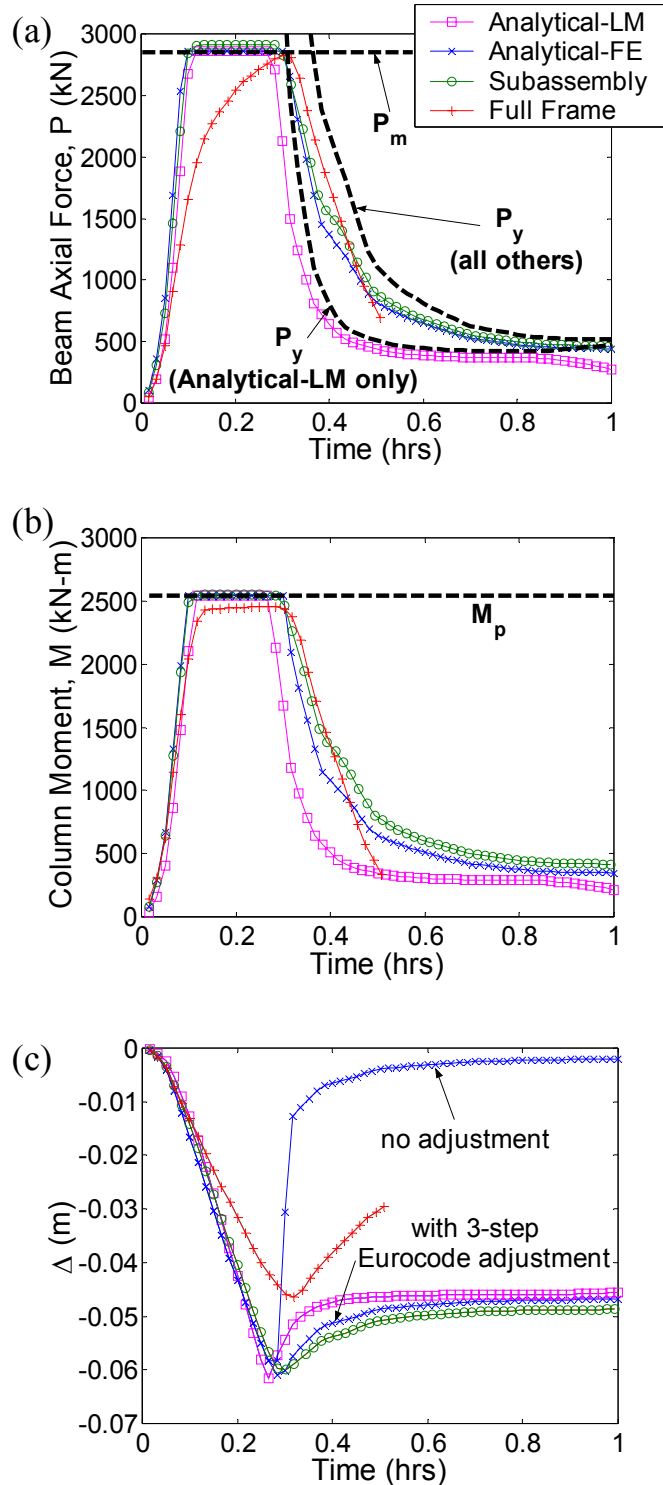 (a)
Beam Axial Force, P (kN)
3000
2500
2000
1500
1000
500
0
Analytical-LM
Analytical-FE
Subassembly
Full Frame
Pm
Py
(all others)
Py
(Analytical-LM only)
0 0.2 0.4 0.6 0.8 1
Time (hrs)
(b)
Column Moment, M (kN-m)
3000
2500
2000
1500
1000
500
0
Mp
0 0.2 0.4 0.6 0.8 1
Time (hrs)
(c)
Δ (m)
0
-0.01
-0.02
-0.03
-0.04
-0.05
-0.06
-0.07
no adjustment
with 3-step
Eurocode adjustment
0 0.2 0.4 0.6 0.8 1
Time (hrs)